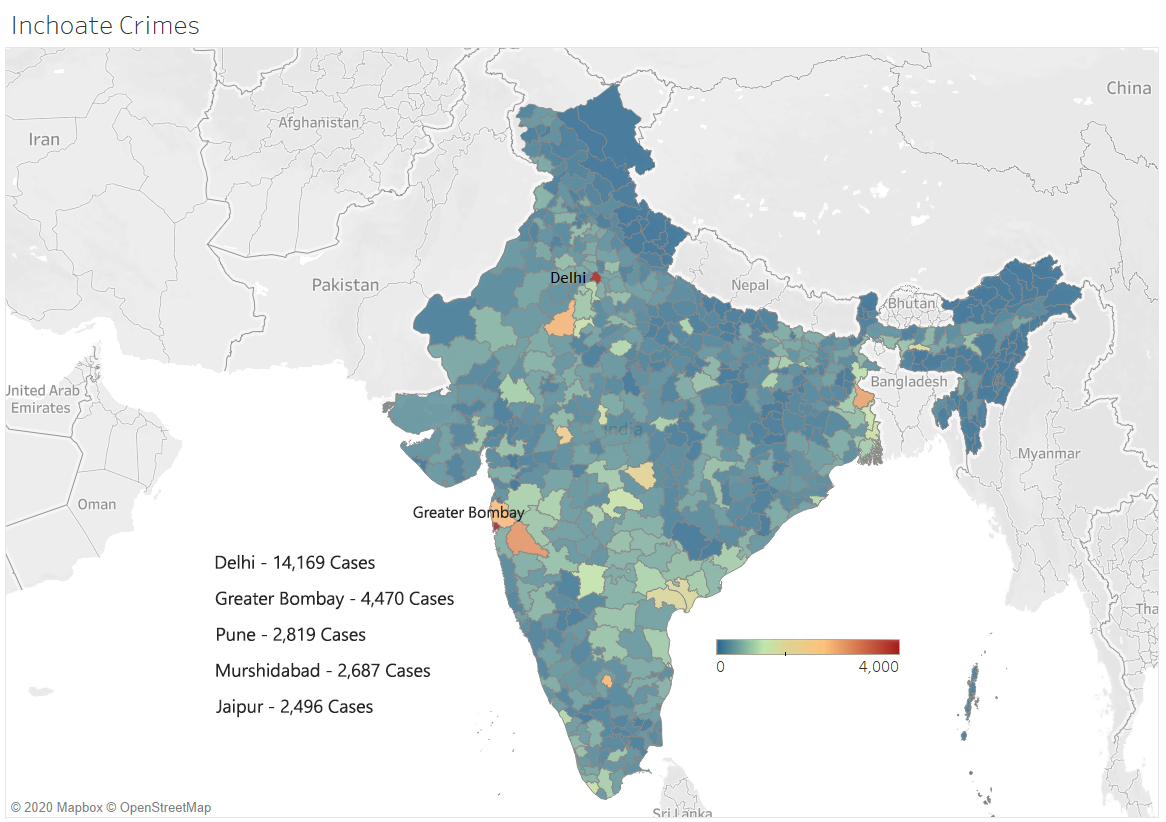 Inchoate Crimes
China
Afghanistan
Iran
Delhi
Pakistan
Nepal
Bhutan
United Arab
Emirates
Bangladesh
India
Myanmar
Oman
Greater Bombay
Delhi - 14,169 Cases
Greater Bombay - 4,470 Cases
Pune - 2,819 Cases
Murshidabad - 2,687 Cases
Jaipur - 2,496 Cases
0
4,000
Tha
Sri Lanka
© 2020 Mapbox © OpenStreetMap